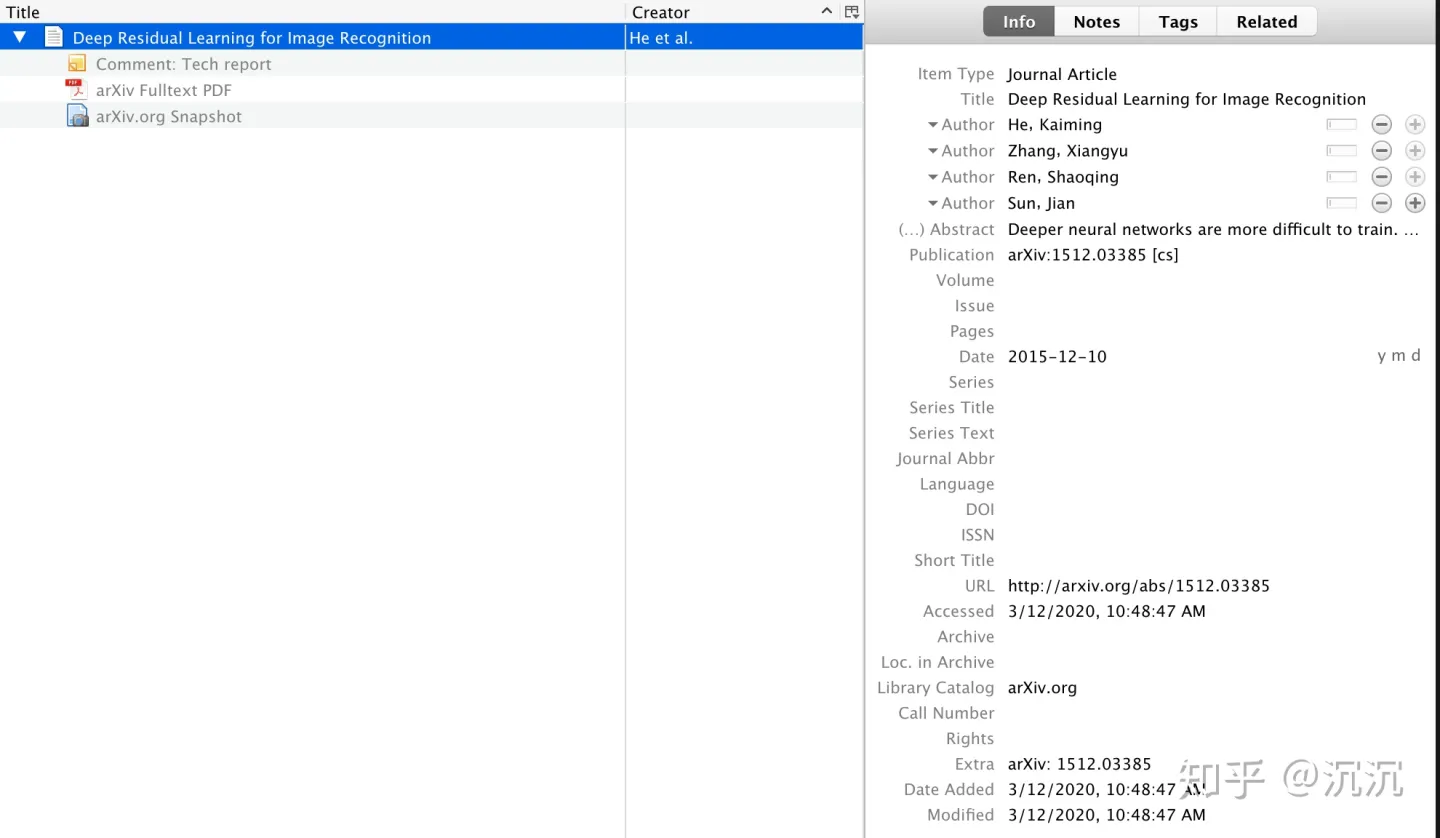 Title Creator
Deep Residual Learning for Image Recognition He et al.
Comment: Tech report
arXiv Fulltext PDF
arXiv.org Snapshot
Info Notes Tags Related
Item Type Journal Article
Title Deep Residual Learning for Image Recognition
Author He, Kaiming
Author Zhang, Xiangyu
Author Ren, Shaoqing
Author Sun, Jian
(...) Abstract Deeper neural networks are more difficult to train. ...
Publication arXiv:1512.03385 [cs]
Volume
Issue
Pages
Date 2015-12-10 y m d
Series
Series Title
Series Text
Journal Abbr
Language
DOI
ISSN
Short Title
URL http://arxiv.org/abs/1512.03385
Accessed 3/12/2020, 10:48:47 AM
Archive
Loc. in Archive
Library Catalog arXiv.org
Call Number
Rights
Extra arXiv: 1512.03385
Date Added 3/12/2020, 10:48:47 AM
Modified 3/12/2020, 10:48:47 AM
知乎 @沉沉